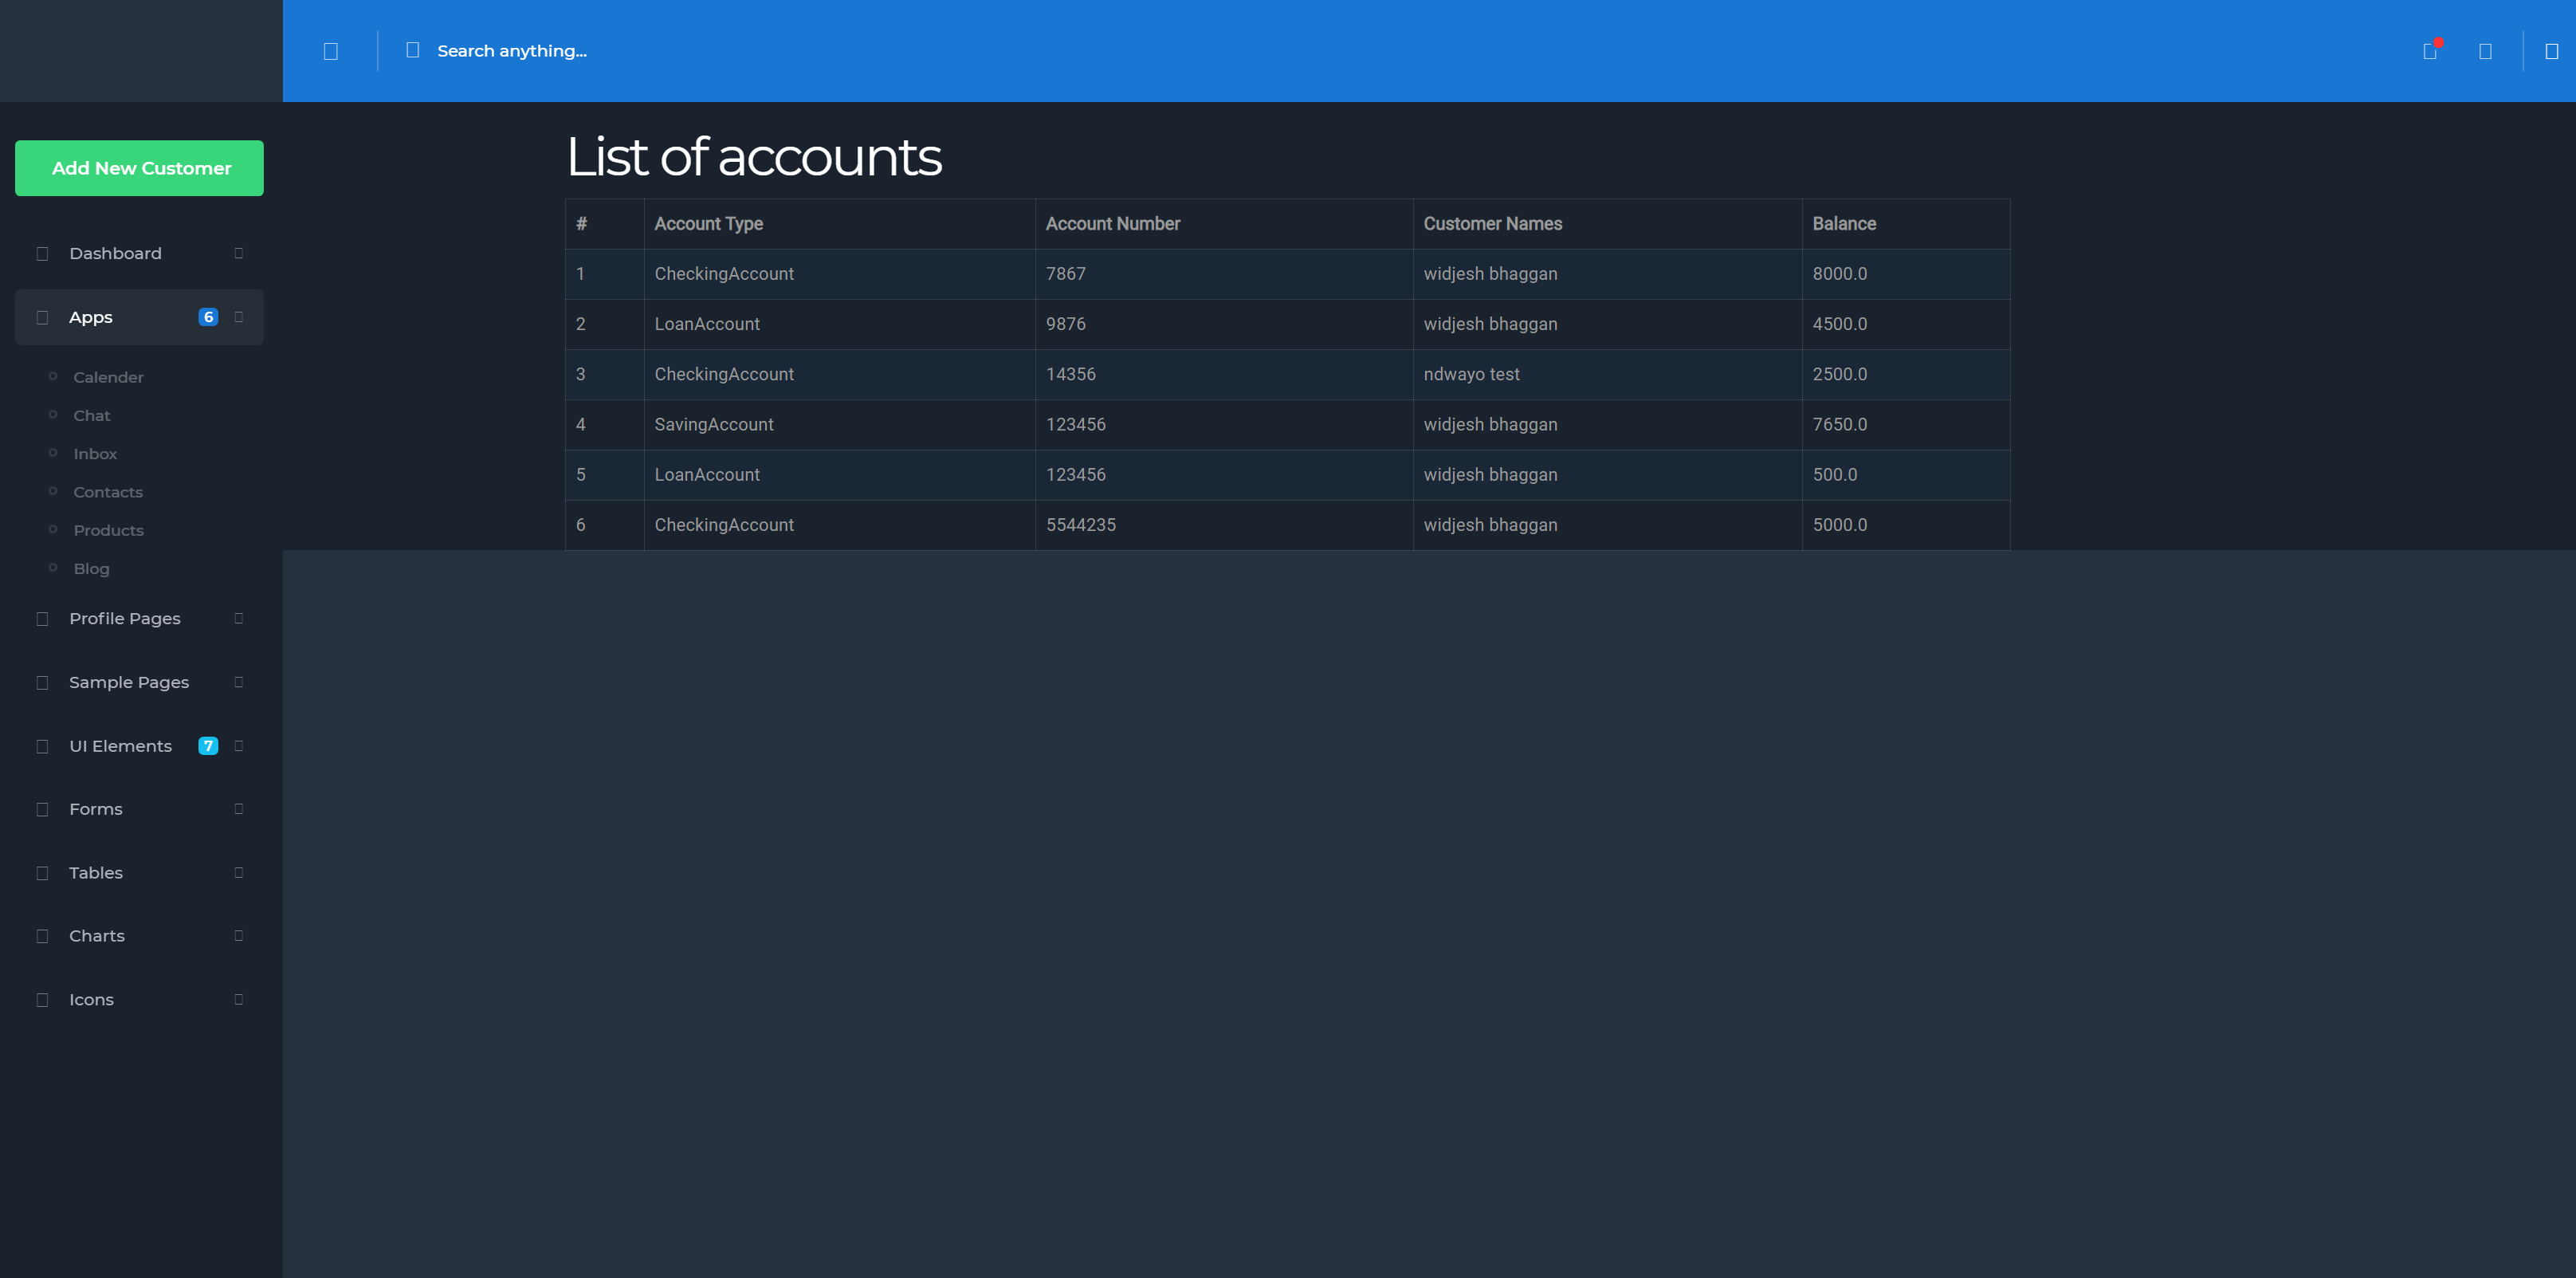 Search anything...
Add New Customer
Dashboard
Apps 6
Calender
Chat
Inbox
Contacts
Products
Blog
Profile Pages
Sample Pages
UI Elements 7
Forms
Tables
Charts
Icons
List of accounts
# Account Type Account Number Customer Names Balance
1 CheckingAccount 7867 widjesh bhaggan 8000.0
2 LoanAccount 9876 widjesh bhaggan 4500.0
3 CheckingAccount 14356 ndwayo test 2500.0
4 SavingAccount 123456 widjesh bhaggan 7650.0
5 LoanAccount 123456 widjesh bhaggan 500.0
6 CheckingAccount 5544235 widjesh bhaggan 5000.0